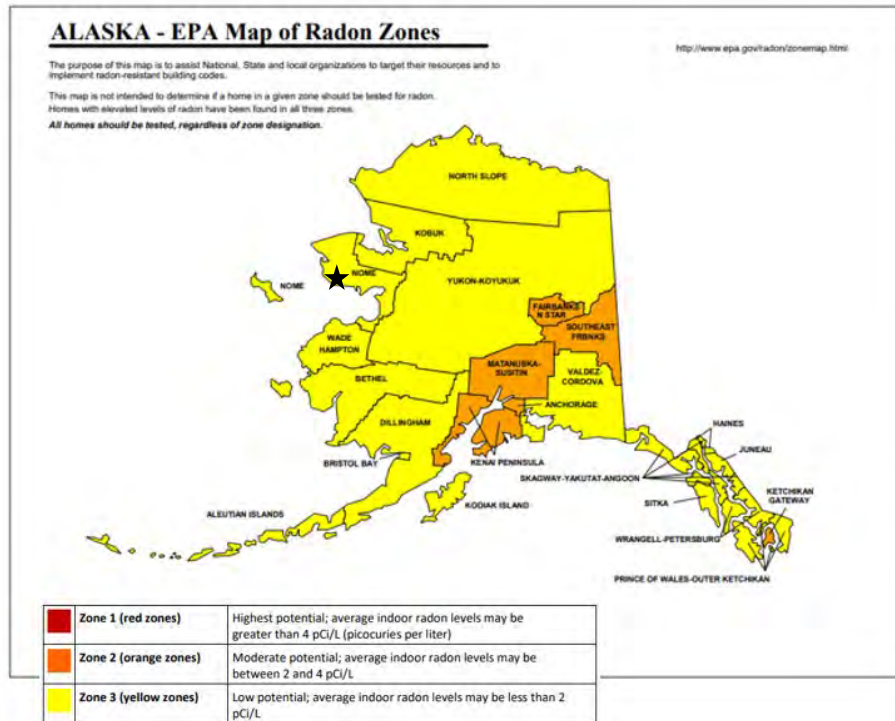 ALASKA - EPA Map of Radon Zones
http://www.epa.gov/radon/zonemap.html
The purpose of this map is to assist National, State and local organizations to target their resources and to
implement radon-resistant building codes.
This map is not intended to determine if a home in a given zone should be tested for radon.
Homes with elevated levels of radon have been found in all three zones.
All homes should be tested, regardless of zone designation.
NORTH SLOPE
KOBUK
NOME
NOME
YUKON-KOYUKUK
FAIRBANKS
N STAR
SOUTHEAST
FRBNKS
WADE
HAMPTON
MATANUSKA-
SUSITIN
VALDEZ-
CORDOVA
BETHEL
ANCHORAGE
DILLINGHAM
HAINES
JUNEAU
BRISTOL BAY
KENAI PENINSULA
SKAGWAY-YAKUTAT-ANGOON
KETCHIKAN
GATEWAY
SITKA
KODIAK ISLAND
ALEUTIAN ISLANDS
WRANGELL-PETERSBURG
PRINCE OF WALES-OUTER KETCHIKAN
Zone 1 (red zones) Highest potential; average indoor radon levels may be
greater than 4 pCi/L (picocuries per liter)
Zone 2 (orange zones) Moderate potential; average indoor radon levels may be
between 2 and 4 pCi/L
Zone 3 (yellow zones) Low potential; average indoor radon levels may be less than 2
pCi/L